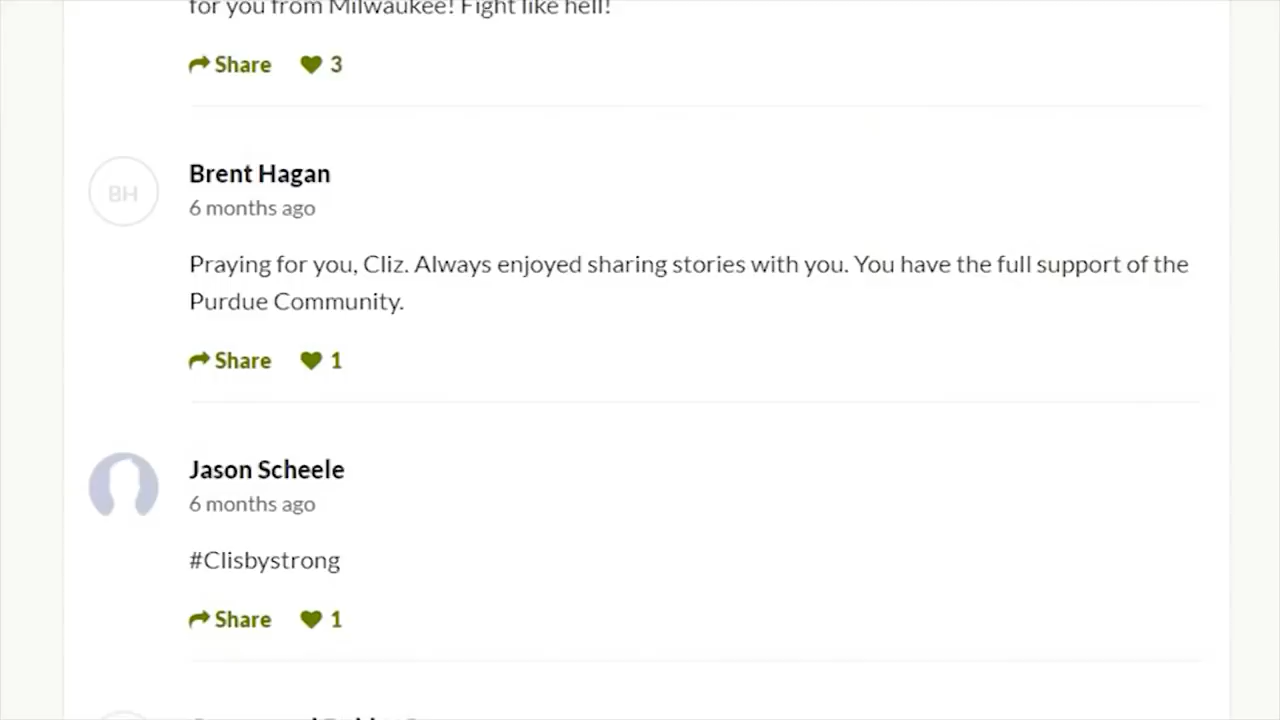 for you from Milwaukee! Fight like hell!
Share 3
Brent Hagan
BH
6 months ago
Praying for you, Cliz. Always enjoyed sharing stories with you. You have the full support of the
Purdue Community.
Share 1
Jason Scheele
6 months ago
#Clisbystrong
Share 1